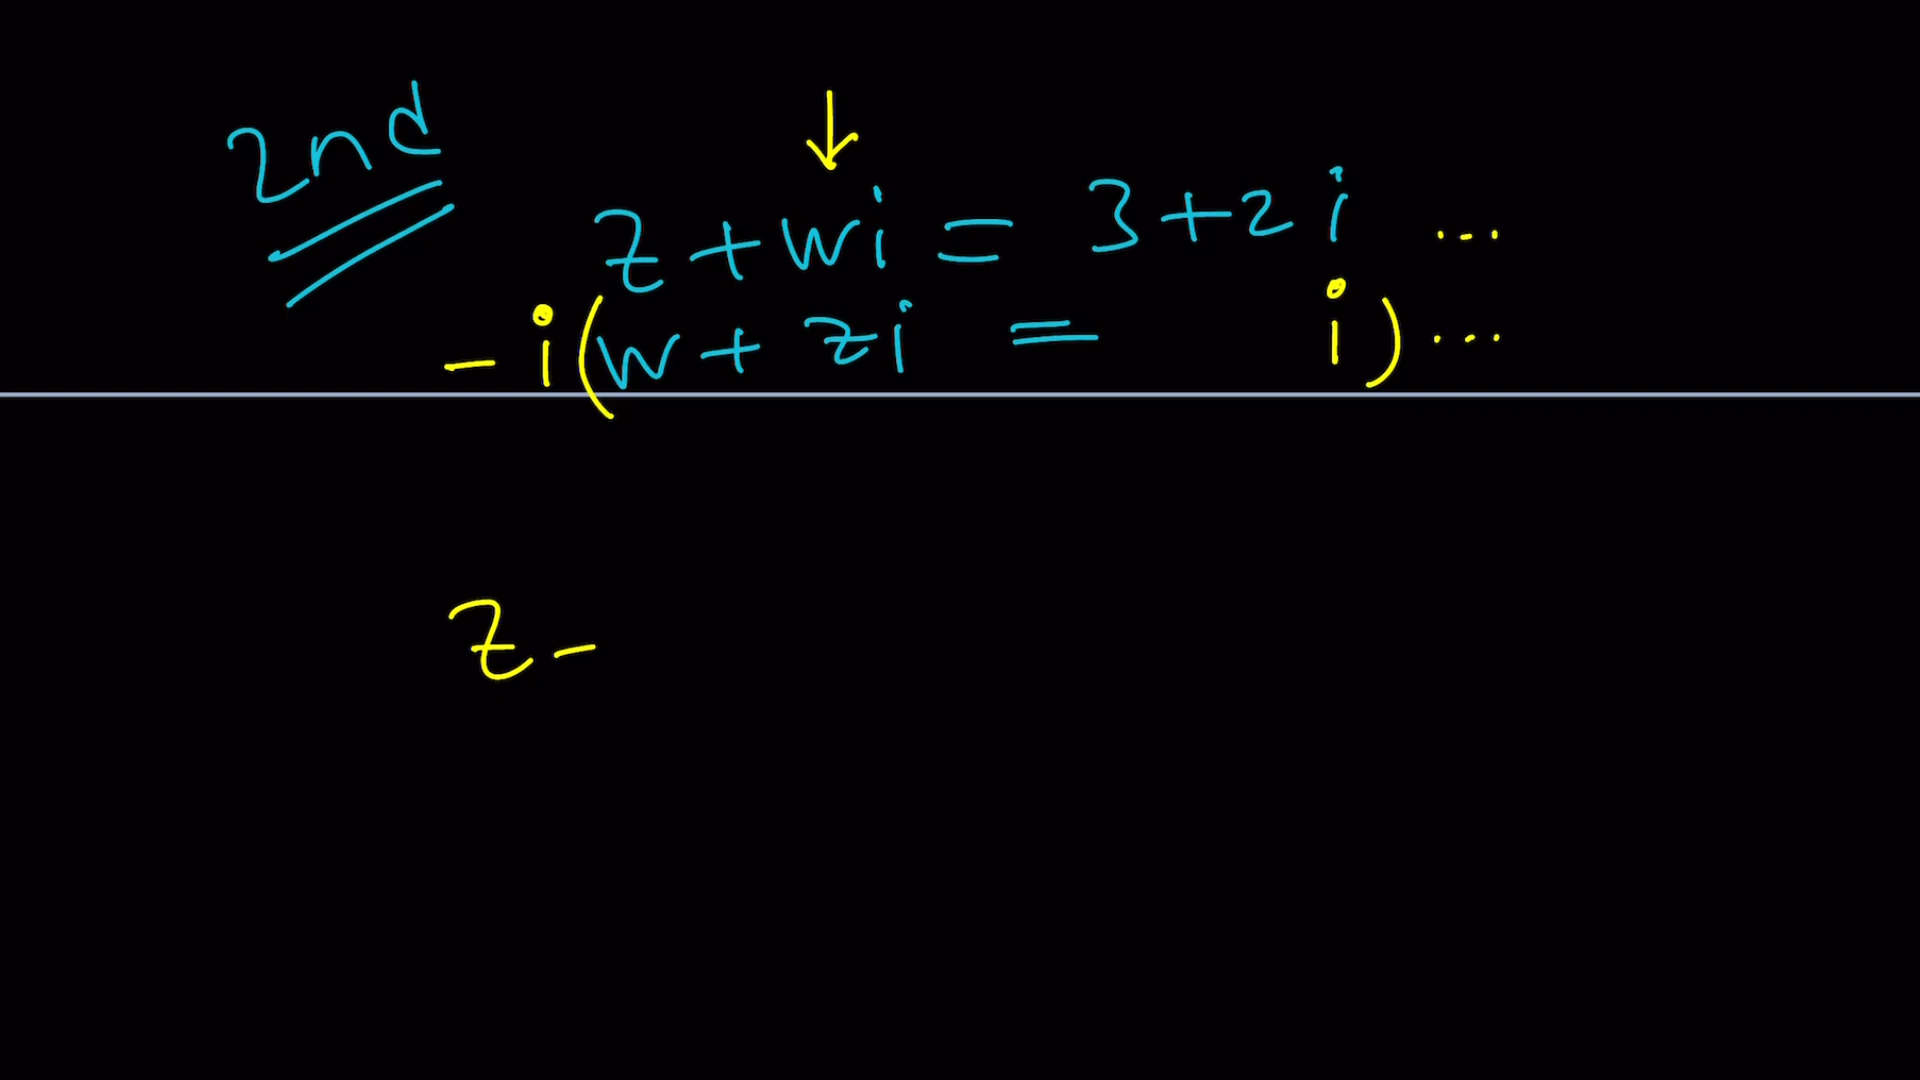 2nd
z + wi = 3 + 2i ...
-i(w + zi = i) ...
z -